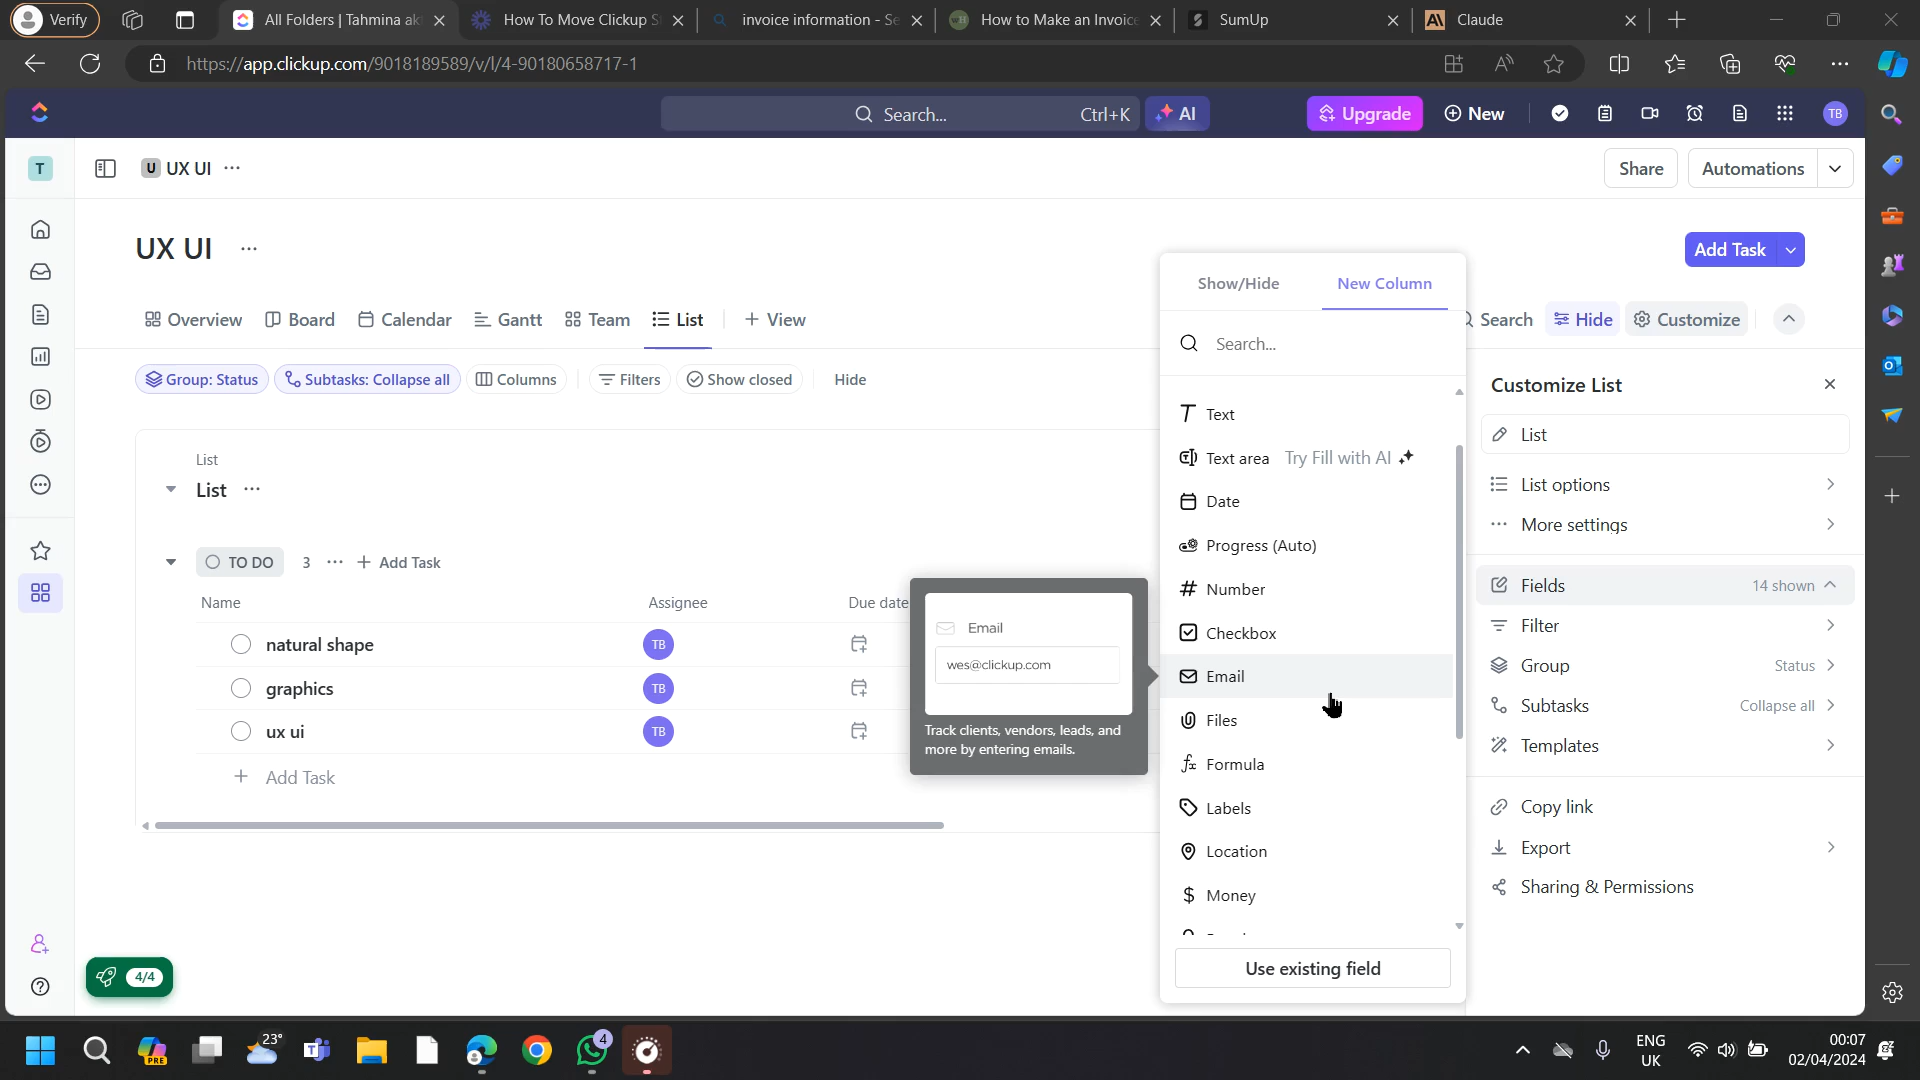 Verify
All Folders | Tahmina ak
How To Move Clickup S
invoice information - Se
How to Make an Invoice
SumUp
Claude
https://app.clickup.com/9018189589/v/l/4-90180658717-1
Search...
Ctrl+K
AI
Upgrade
New
TB
T
U UX UI
Share
Automations
UX UI
Add Task
Overview
Board
Calendar
Gantt
Team
List
View
Search
Hide
Customize
Group: Status
Subtasks: Collapse all
Columns
Filters
Show closed
Hide
List
List
TO DO
3
Add Task
Name
Assignee
Due date
natural shape
TB
graphics
TB
ux ui
TB
Add Task
Email
wes@clickup.com
Track clients, vendors, leads, and
more by entering emails.
Show/Hide
New Column
Search...
Text
Text area Try Fill with AI
Date
Progress (Auto)
Number
Checkbox
Email
Files
Formula
Labels
Location
Money
Use existing field
Customize List
List
List options
More settings
Fields 14 shown
Filter
Group Status
Subtasks Collapse all
Templates
Copy link
Export
Sharing & Permissions
4/4
PRE
23°
4
ENG
UK
00:07
02/04/2024